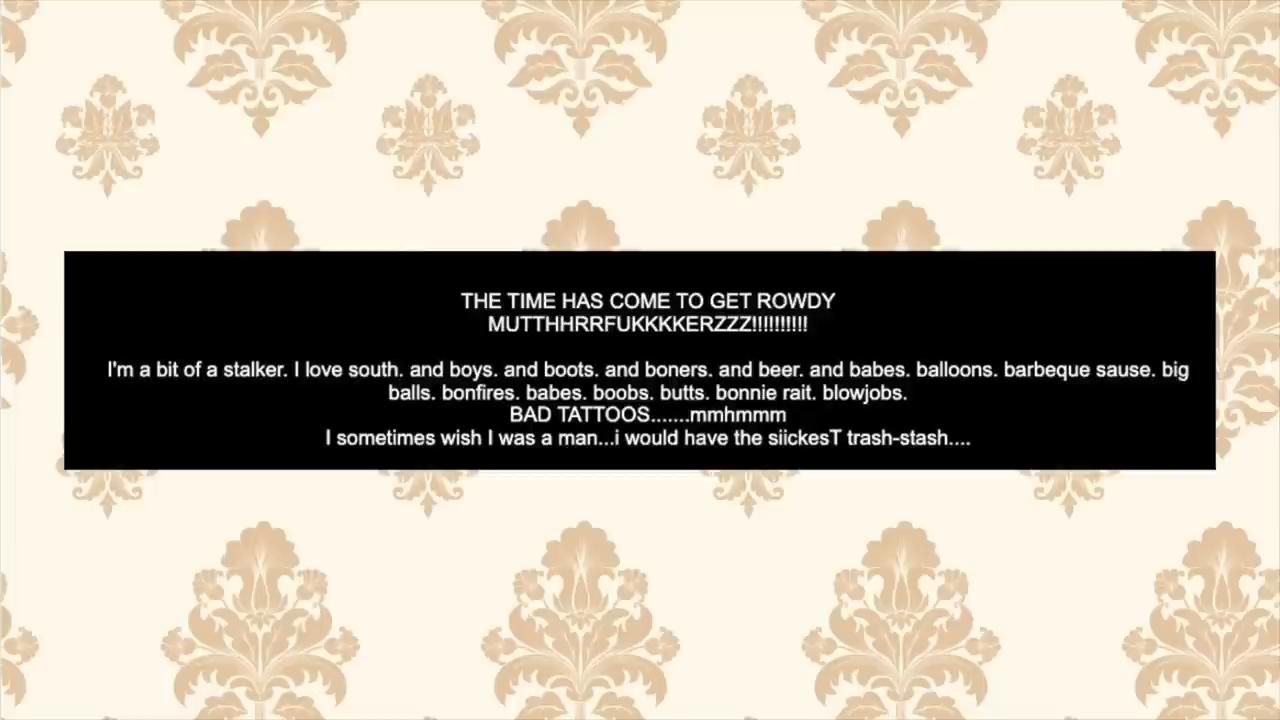 THE TIME HAS COME TO GET ROWDY
MUTTHHRRFUKKKKERZZZ!!!!!!!!!!
I'm a bit of a stalker. I love south. and boys. and boots. and boners. and beer. and babes. balloons. barbeque sause. big
balls. bonfires. babes. boobs. butts. bonnie rait. blowjobs.
BAD TATTOOS.......mmhmmm
I sometimes wish I was a man...i would have the siickesT trash-stash....